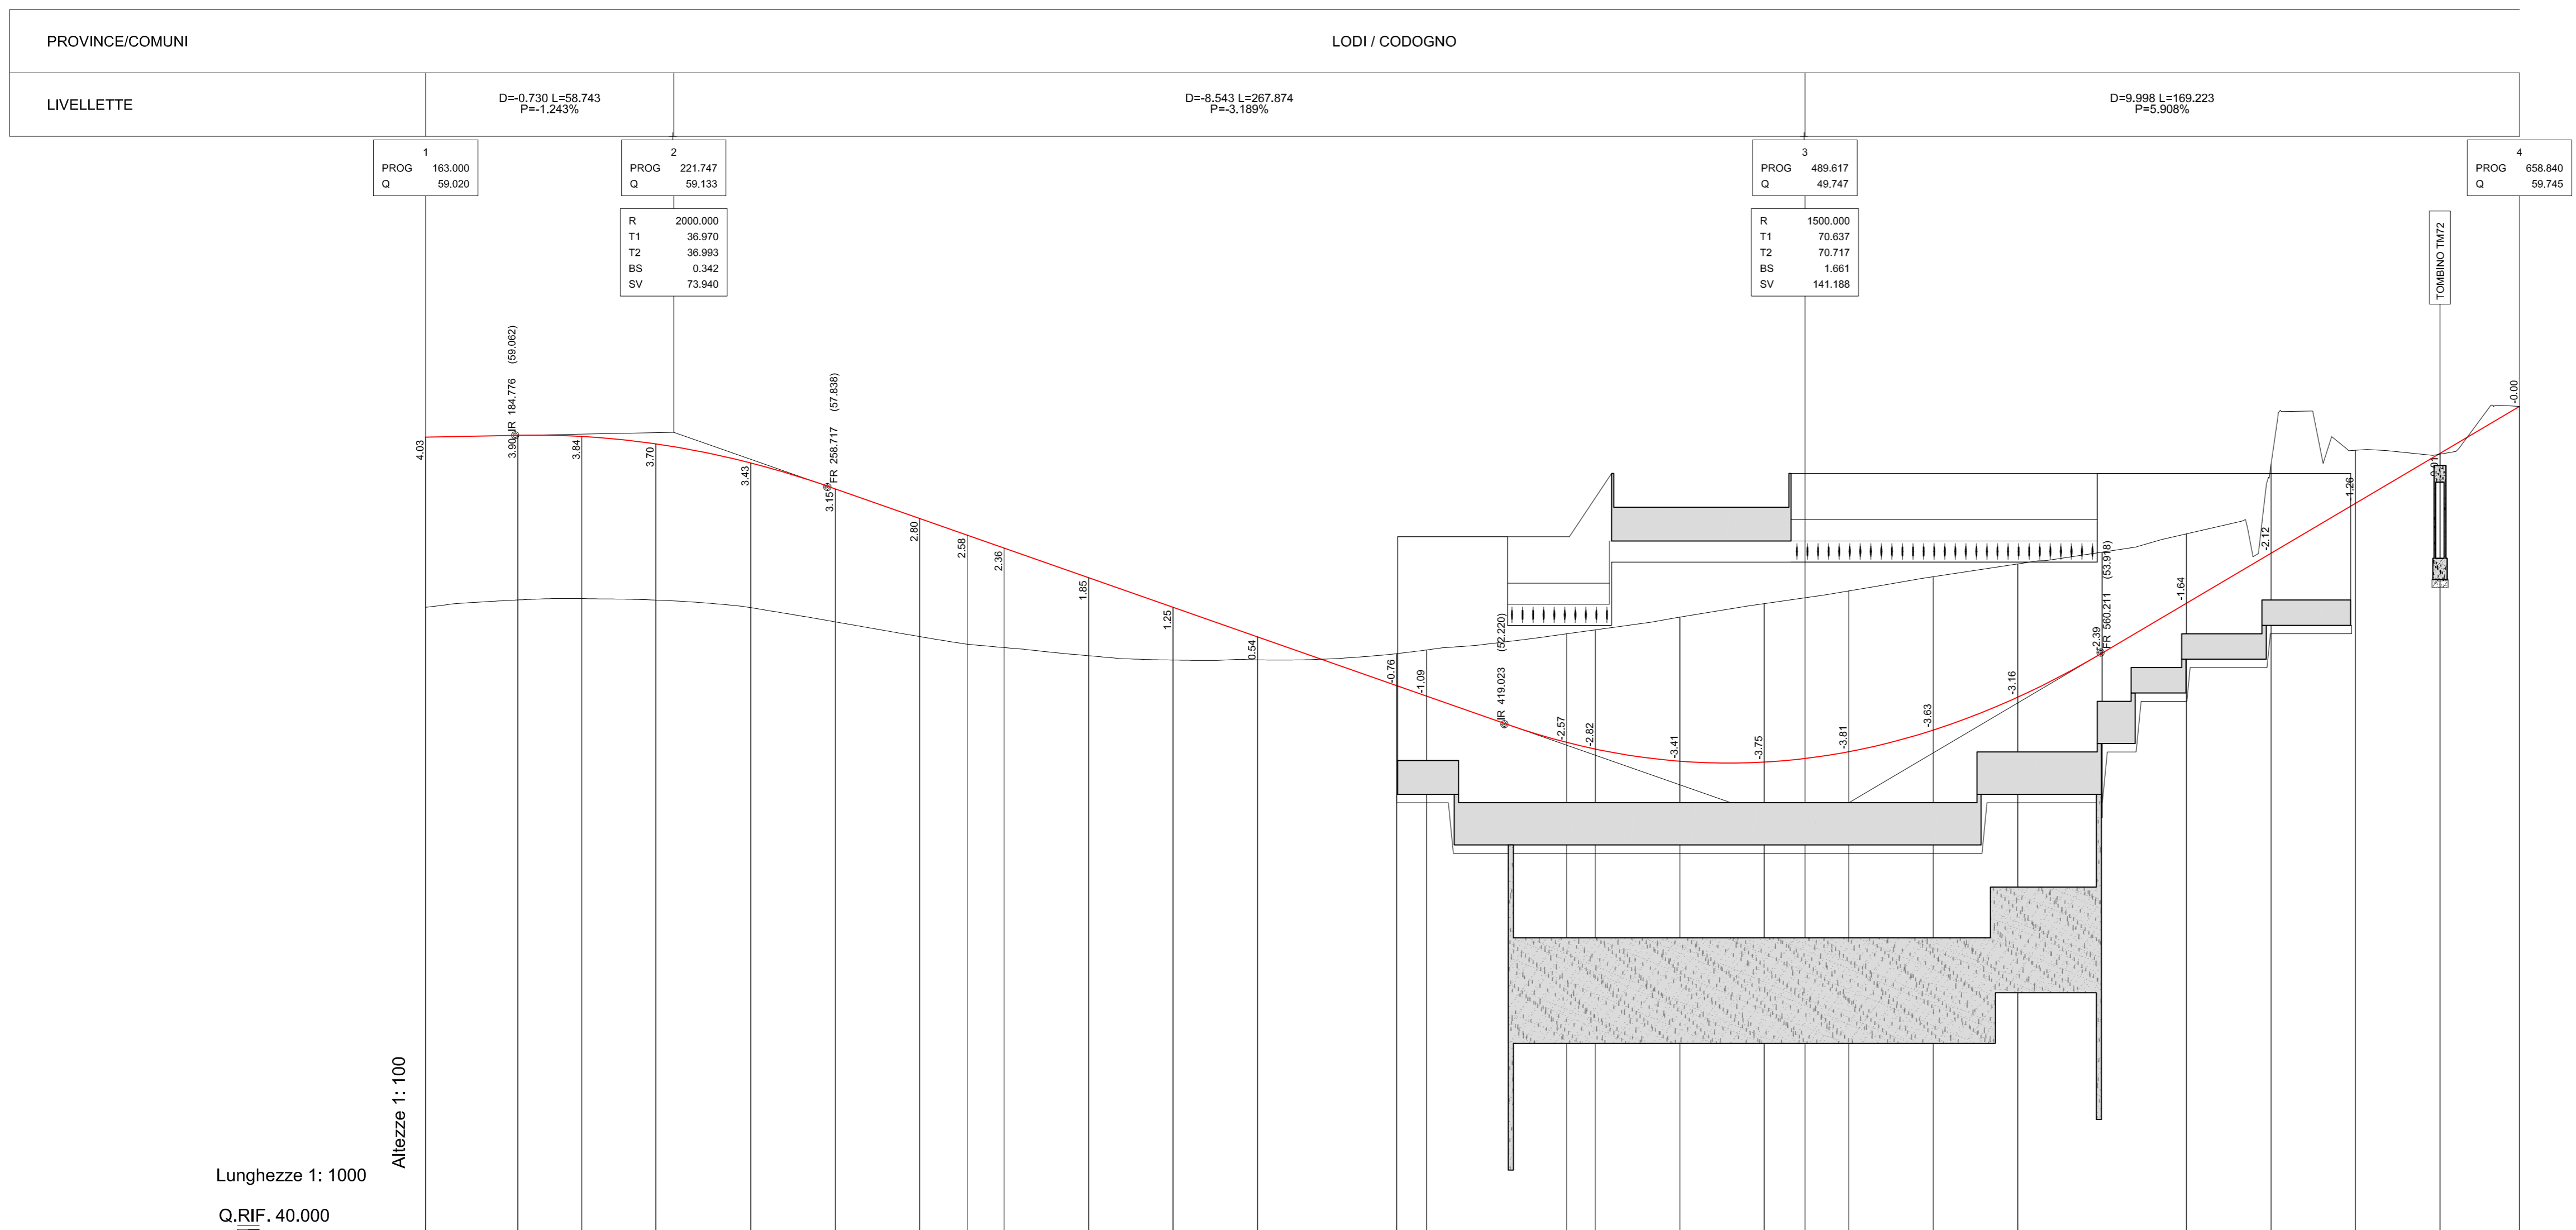 PROVINCE/COMUNI
LODI / CODOGNO
LIVELLETTE
D=-0.730 L=58.743
P=-1.243%
D=-8.543 L=267.874
P=-3.189%
D=9.998 L=169.223
P=5.908%
1
PROG 163.000
Q 59.020
2
PROG 221.747
Q 59.133
R 2000.000
T1 36.970
T2 36.993
BS 0.342
SV 73.940
3
PROG 489.617
Q 49.747
R 1500.000
T1 70.637
T2 70.717
BS 1.661
SV 141.188
4
PROG 658.840
Q 59.745
TOMBINO TM72
4.03
3.90
IR 184.776 (59.062)
3.84
3.70
3.43
3.15
FR 258.717 (57.838)
2.80
2.58
2.36
1.85
1.25
0.54
-0.76
-1.09
IR 419.023 (52.220)
-2.57
-2.82
-3.41
-3.75
-3.81
-3.63
-3.16
-2.39
FR 560.211 (53.918)
-1.64
-2.12
-1.26
-0.00
Altezze 1: 100
Lunghezze 1: 1000
Q.RIF. 40.000